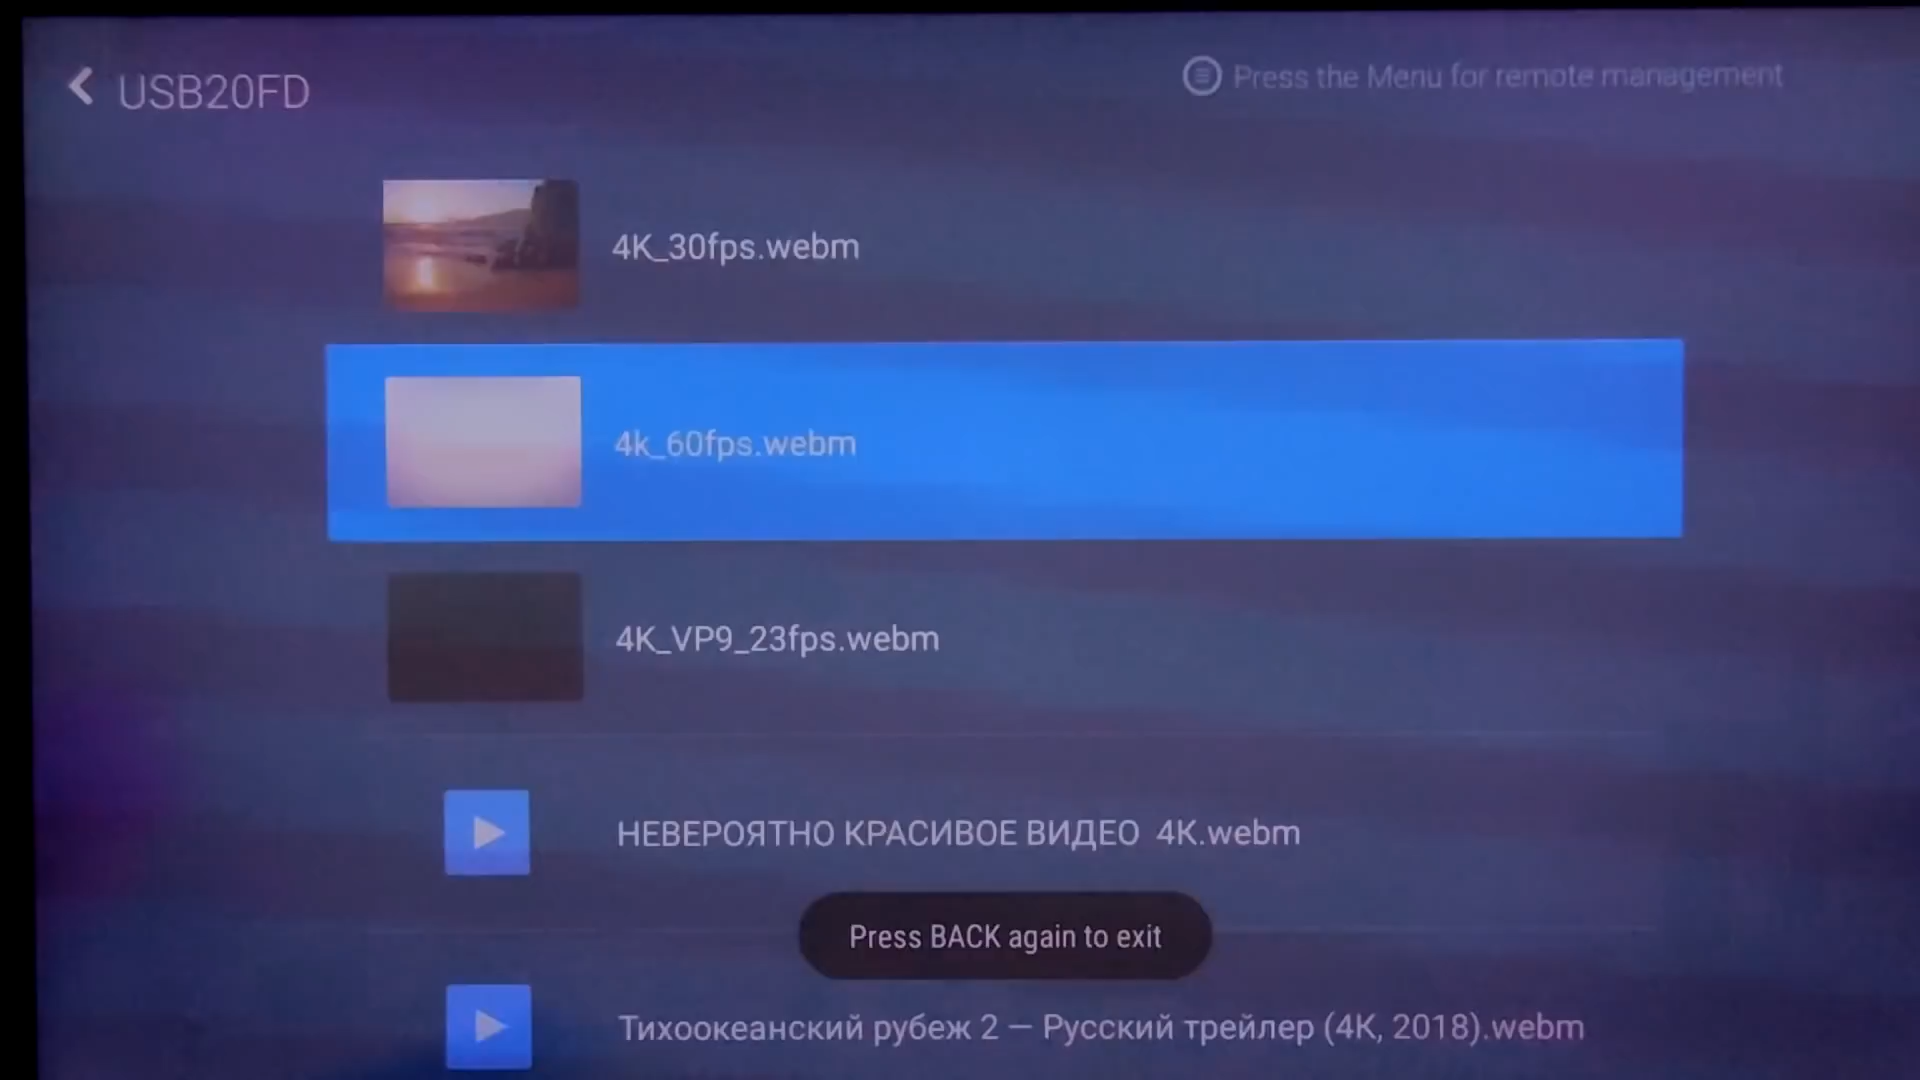 USB20FD
Press the Menu for remote management
4K_30fps.webm
4k_60fps.webm
4K_VP9_23fps.webm
НЕВЕРОЯТНО КРАСИВОЕ ВИДЕО 4K.webm
Press BACK again to exit
Тихоокеанский рубеж 2 — Русский трейлер (4K, 2018).webm